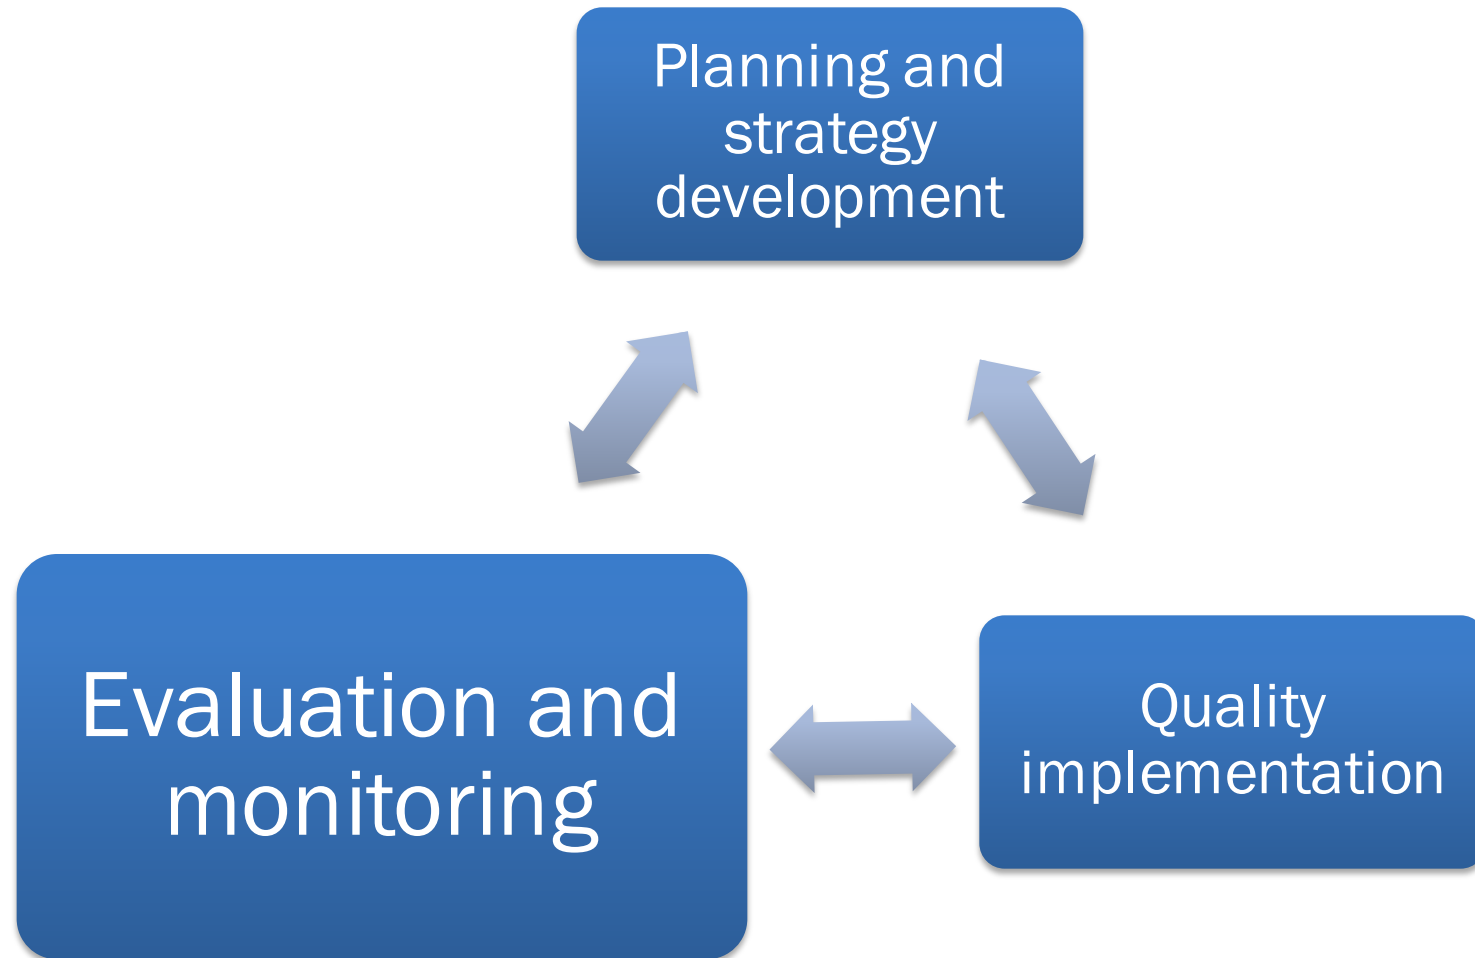 Planning and
strategy
development
Evaluation and
monitoring
Quality
implementation